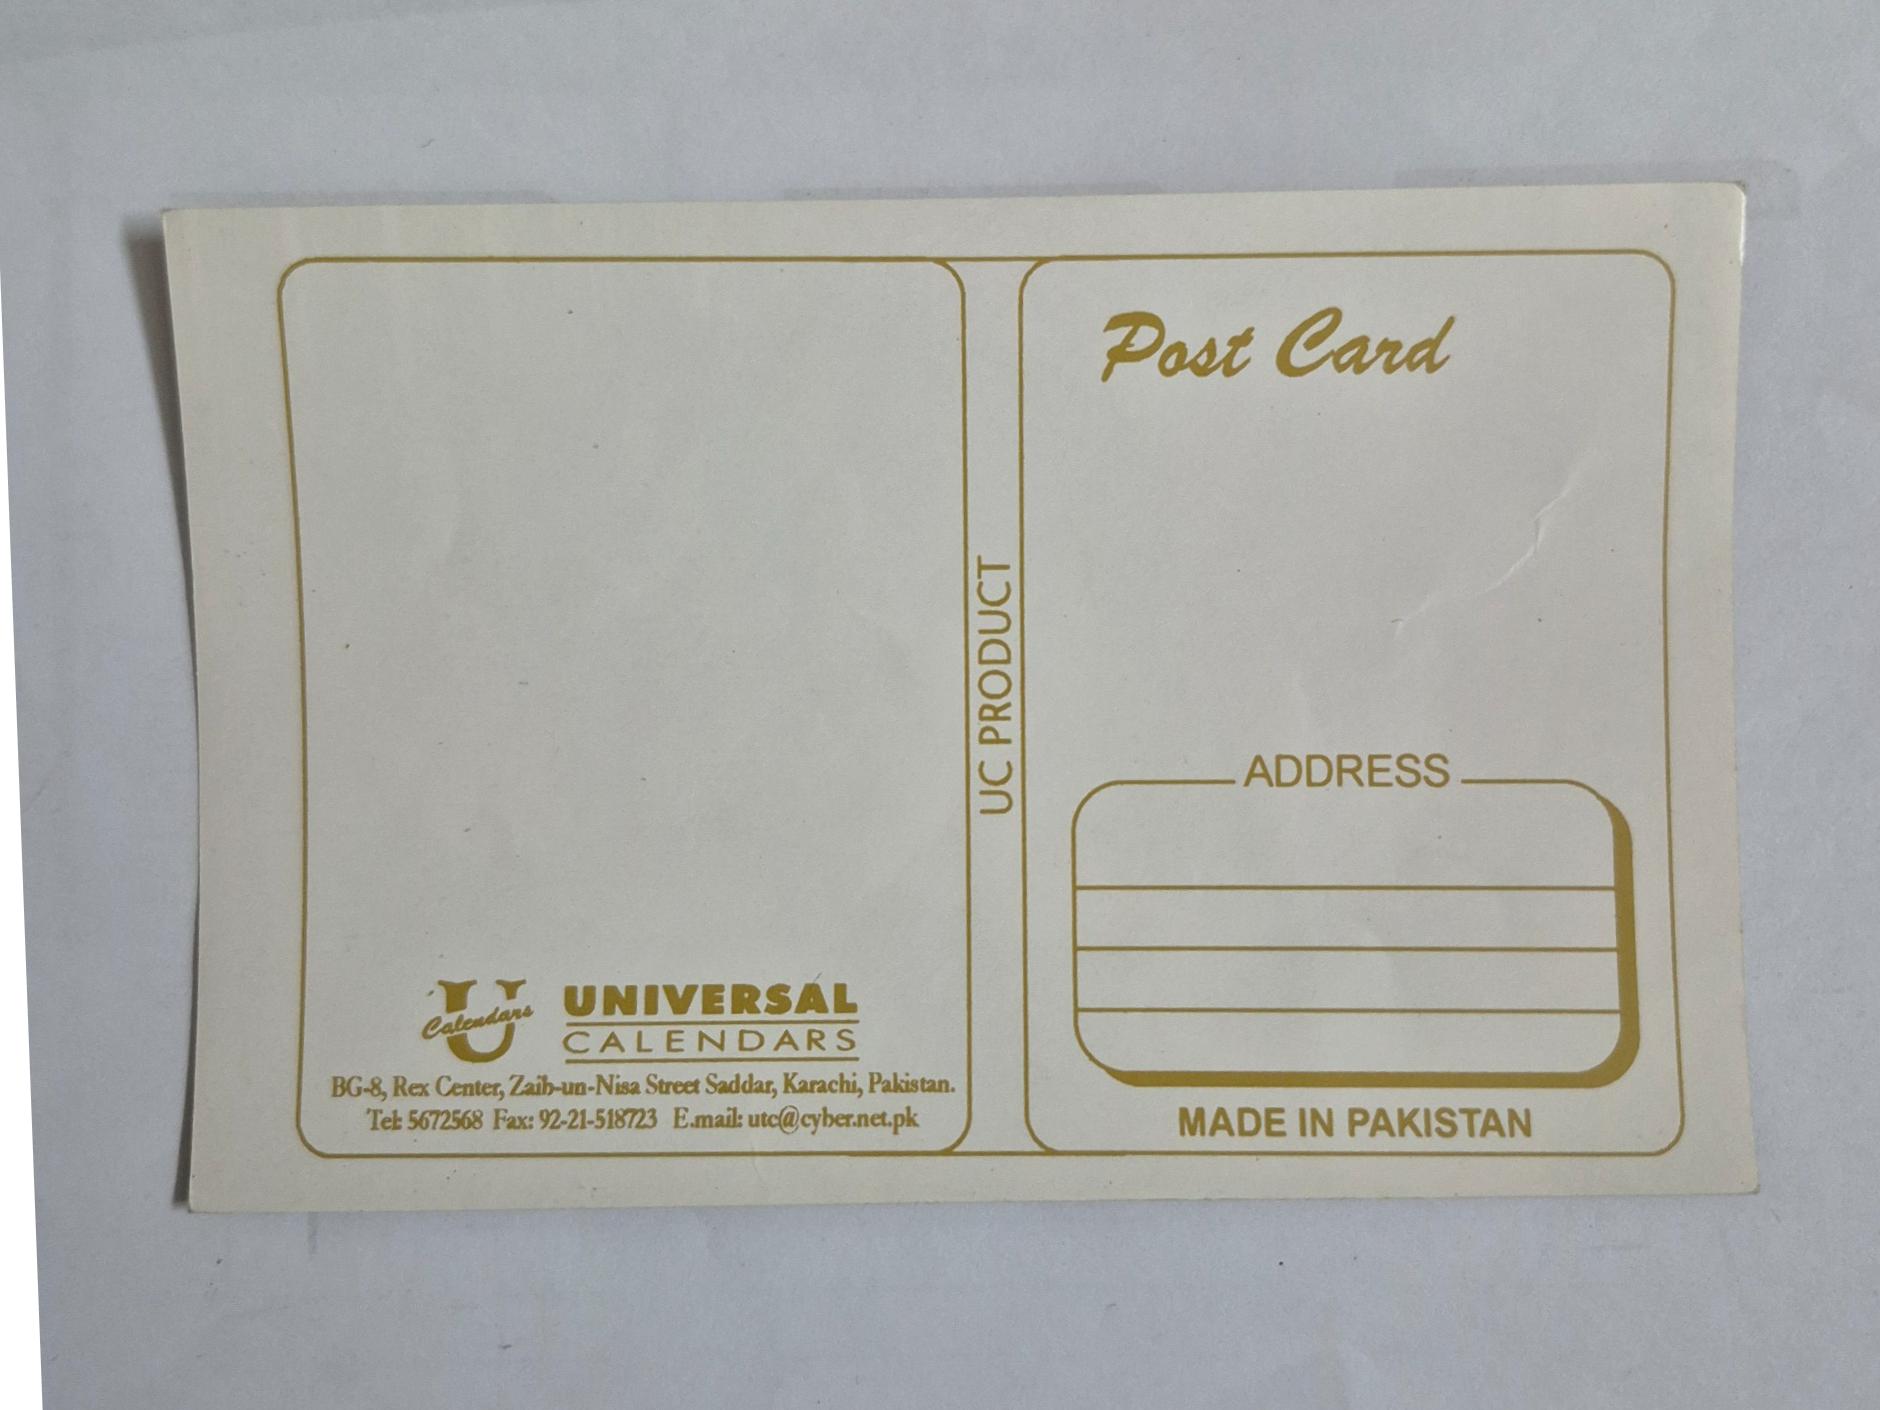 Calendars U
UNIVERSAL
CALENDARS
BG-8, Rex Center, Zaib-un-Nisa Street Saddar, Karachi, Pakistan.
Tel: 5672568 Fax: 92-21-518723 E.mail: utc@cyber.net.pk
UC PRODUCT
Post Card
ADDRESS
MADE IN PAKISTAN